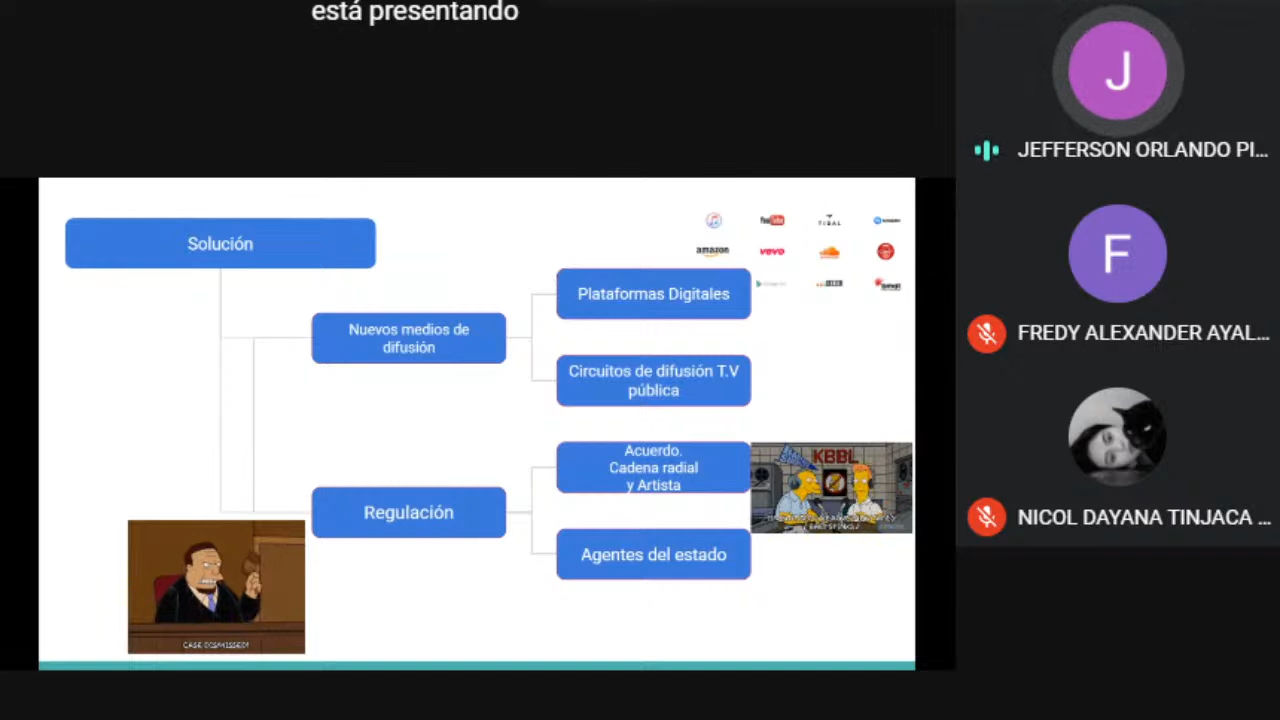 está presentando
J
JEFFERSON ORLANDO PI...
F
FREDY ALEXANDER AYAL...
NICOL DAYANA TINJACA ...
Solución
YouTube
TIDAL
amazon
vevo
Plataformas Digitales
Nuevos medios de
difusión
Circuitos de difusión T.V
pública
Acuerdo.
Cadena radial
y Artista
KBBL
Regulación
Agentes del estado
CASE DISMISSED!